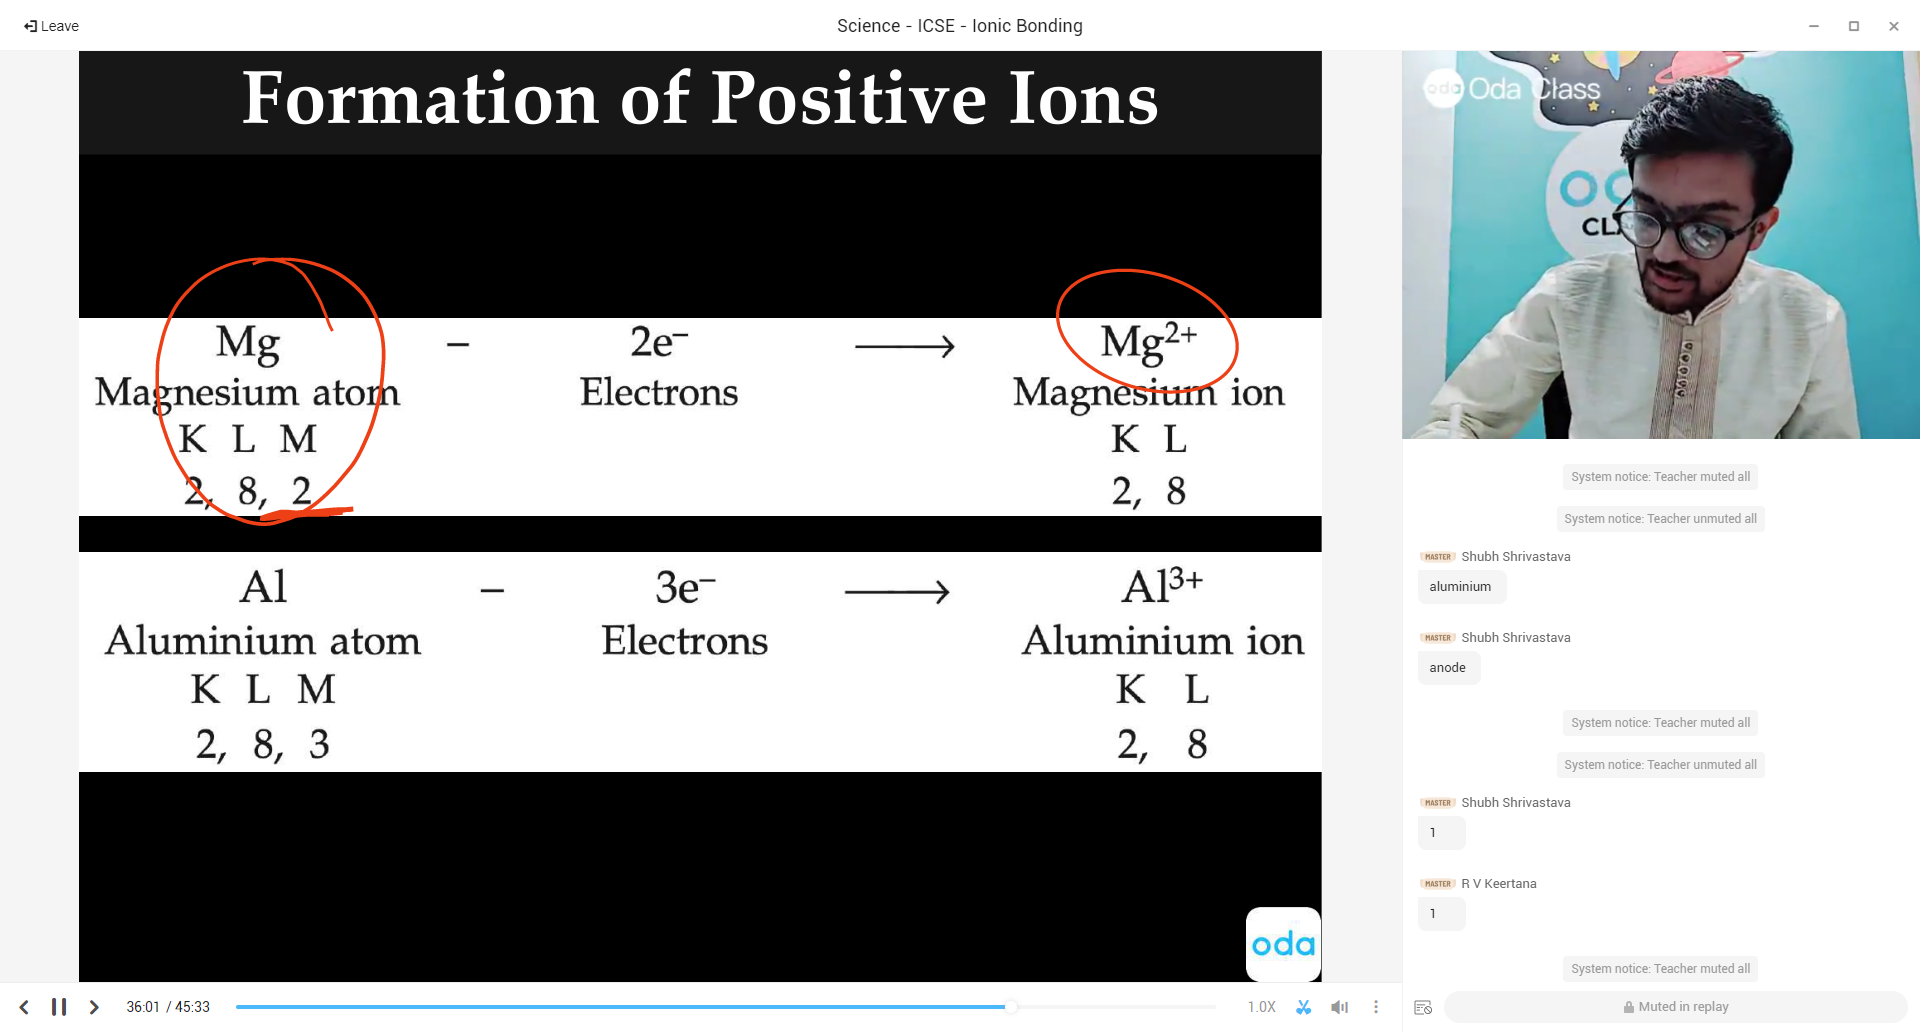 Leave
Science - ICSE - Ionic Bonding
Formation of Positive Ions
Mg – 2e⁻ ⟶ Mg²⁺
Magnesium atom Electrons Magnesium ion
K L M K L
2, 8, 2 2, 8
Al – 3e⁻ ⟶ Al³⁺
Aluminium atom Electrons Aluminium ion
K L M K L
2, 8, 3 2, 8
oda
36:01 / 45:33
1.0X
oda Oda Class
System notice: Teacher muted all
System notice: Teacher unmuted all
MASTER Shubh Shrivastava
aluminium
MASTER Shubh Shrivastava
anode
System notice: Teacher muted all
System notice: Teacher unmuted all
MASTER Shubh Shrivastava
1
MASTER R V Keertana
1
System notice: Teacher muted all
Muted in replay